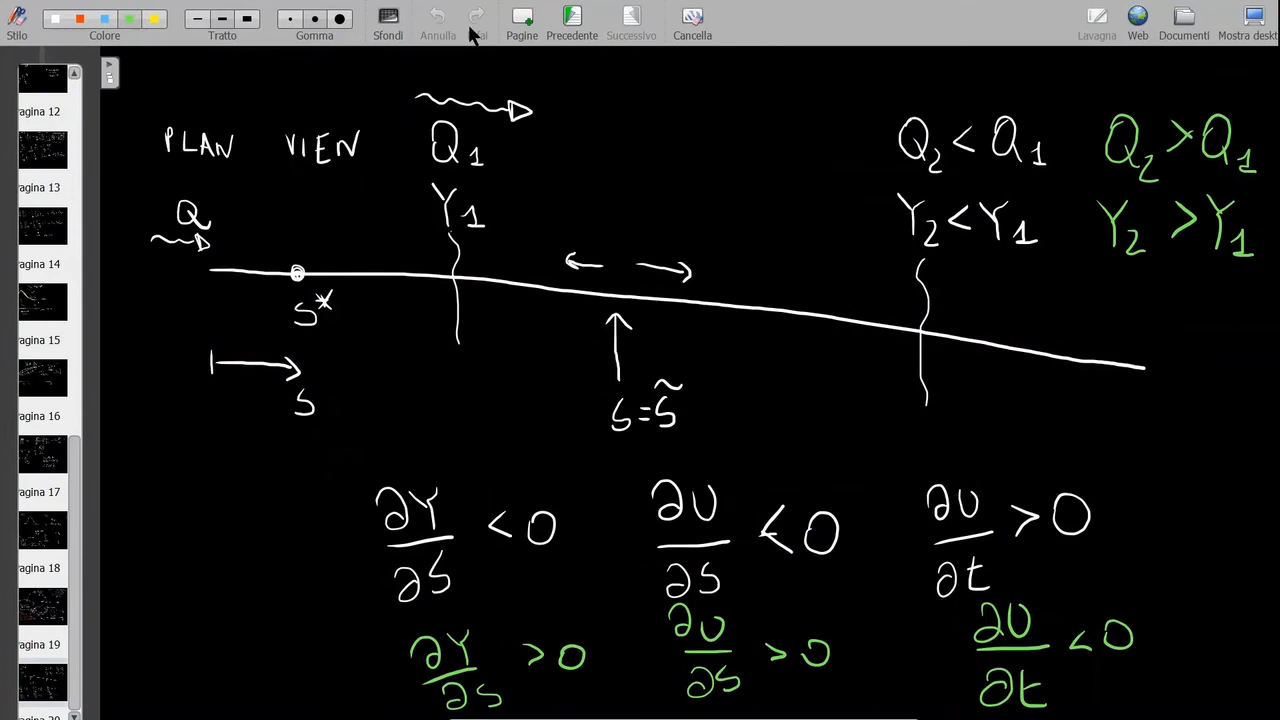 Stilo Colore Tratto Gomma Sfondi Annulla Pagine Precedente Successivo Cancella Lavagna Web Documenti Mostra deskt
agina 12
agina 13
agina 14
agina 15
agina 16
agina 17
agina 18
agina 19
PLAN VIEW Q1 Q2 < Q1 Q2 > Q1
Q Y1 Y2 < Y1 Y2 > Y1
S*
S
S = S̃
∂Y/∂S < 0 ∂U/∂S < 0 ∂U/∂t > 0
∂Y/∂S > 0 ∂U/∂S > 0 ∂U/∂t < 0